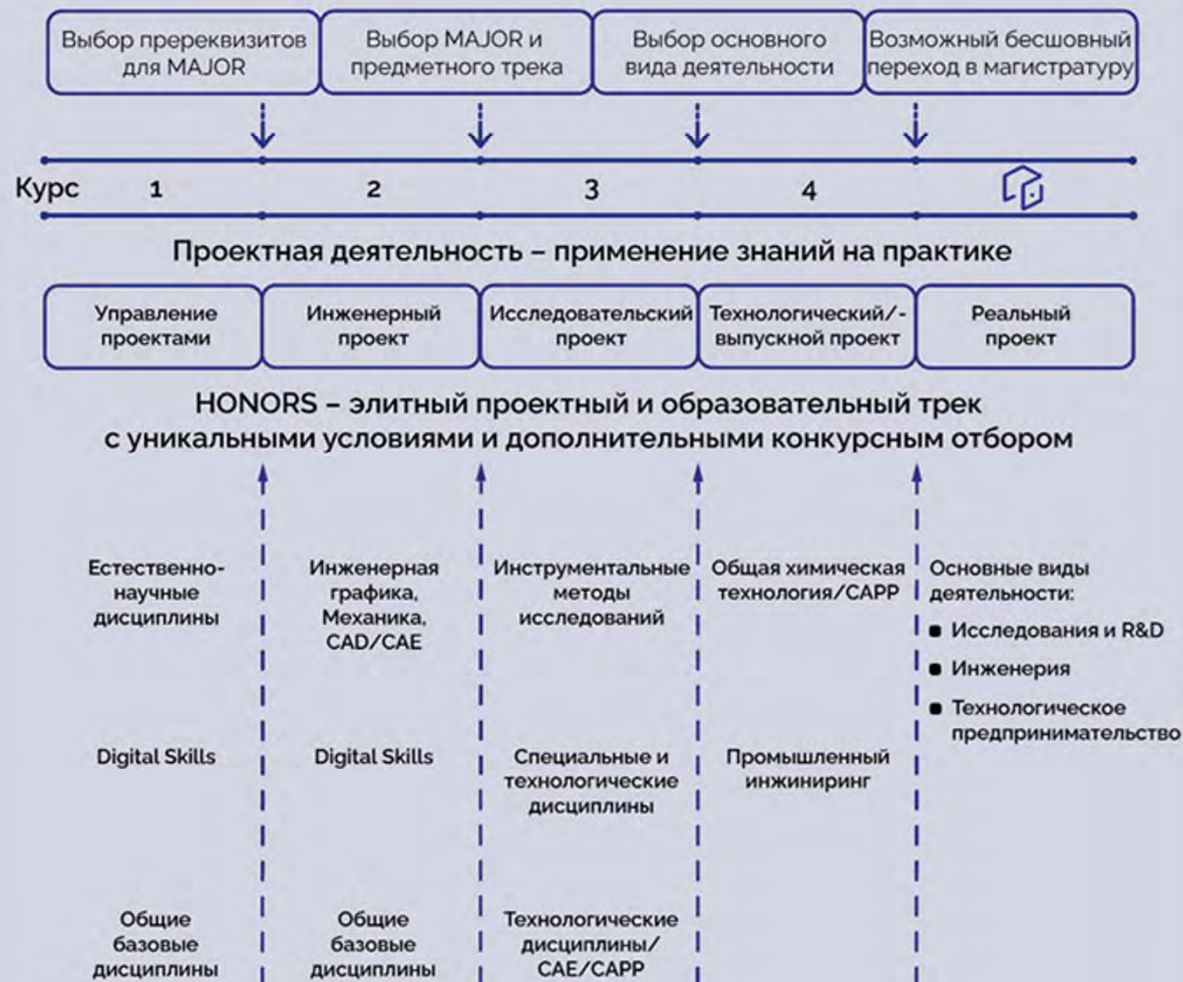 Выбор пререквизитов
для MAJOR
Выбор MAJOR и
предметного трека
Выбор основного
вида деятельности
Возможный бесшовный
переход в магистратуру
Курс 1 2 3 4
Проектная деятельность – применение знаний на практике
Управление
проектами
Инженерный
проект
Исследовательский
проект
Технологический/-
выпускной проект
Реальный
проект
HONORS – элитный проектный и образовательный трек
с уникальными условиями и дополнительными конкурсным отбором
Естественно-
научные
дисциплины
Инженерная
графика,
Механика,
CAD/CAE
Инструментальные
методы
исследований
Общая химическая
технология/CAPP
Основные виды
деятельности:
Исследования и R&D
Инженерия
Технологическое
предпринимательство
Digital Skills
Digital Skills
Специальные и
технологические
дисциплины
Промышленный
инжиниринг
Общие
базовые
дисциплины
Общие
базовые
дисциплины
Технологические
дисциплины/
CAE/CAPP